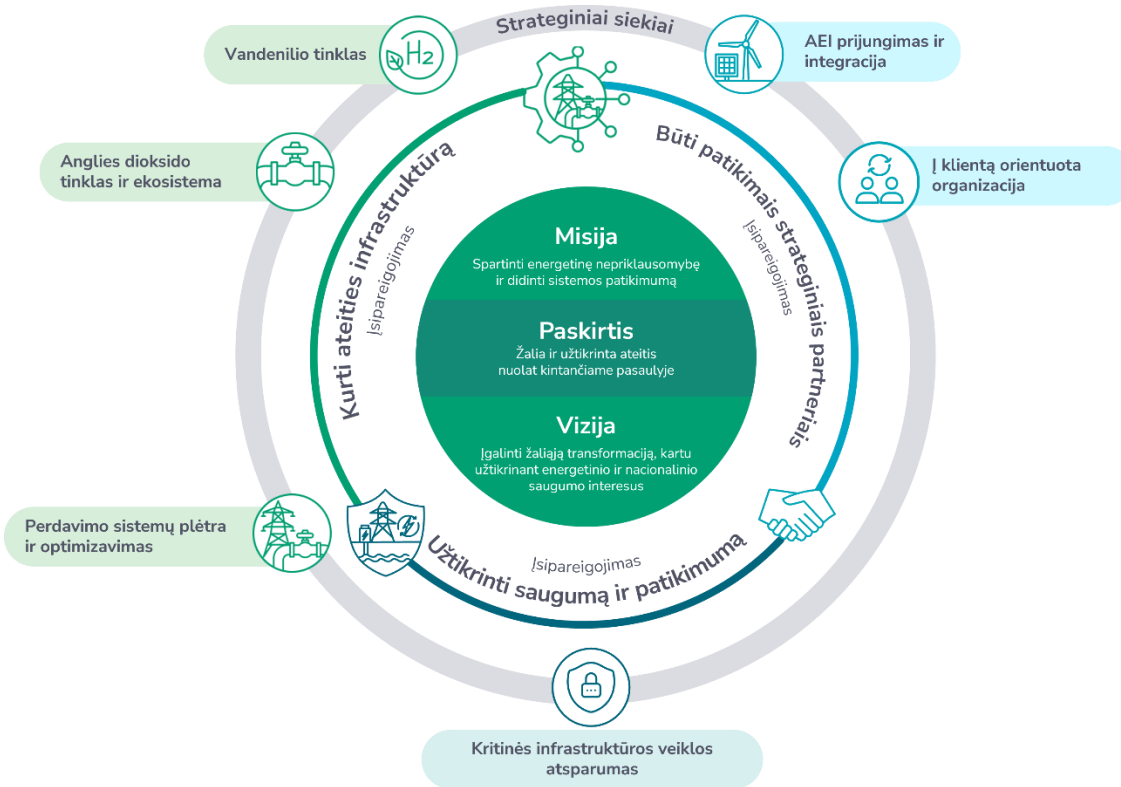 Strateginiai siekiai
Vandenilio tinklas
H2
AEI prijungimas ir
integracija
Anglies dioksido
tinklas ir ekosistema
Į klientą orientuota
organizacija
Kurti ateities infrastruktūrą
Įsipareigojimas
Būti patikimais strateginiais partneriais
Įsipareigojimas
Misija
Spartinti energetinę nepriklausomybę
ir didinti sistemos patikimumą
Paskirtis
Žalia ir užtikrinta ateitis
nuolat kintančiame pasaulyje
Vizija
Įgalinti žaliąją transformaciją, kartu
užtikrinant energetinio ir nacionalinio
saugumo interesus
Perdavimo sistemų plėtra
ir optimizavimas
Įsipareigojimas
Užtikrinti saugumą ir patikimumą
Kritinės infrastruktūros veiklos
atsparumas